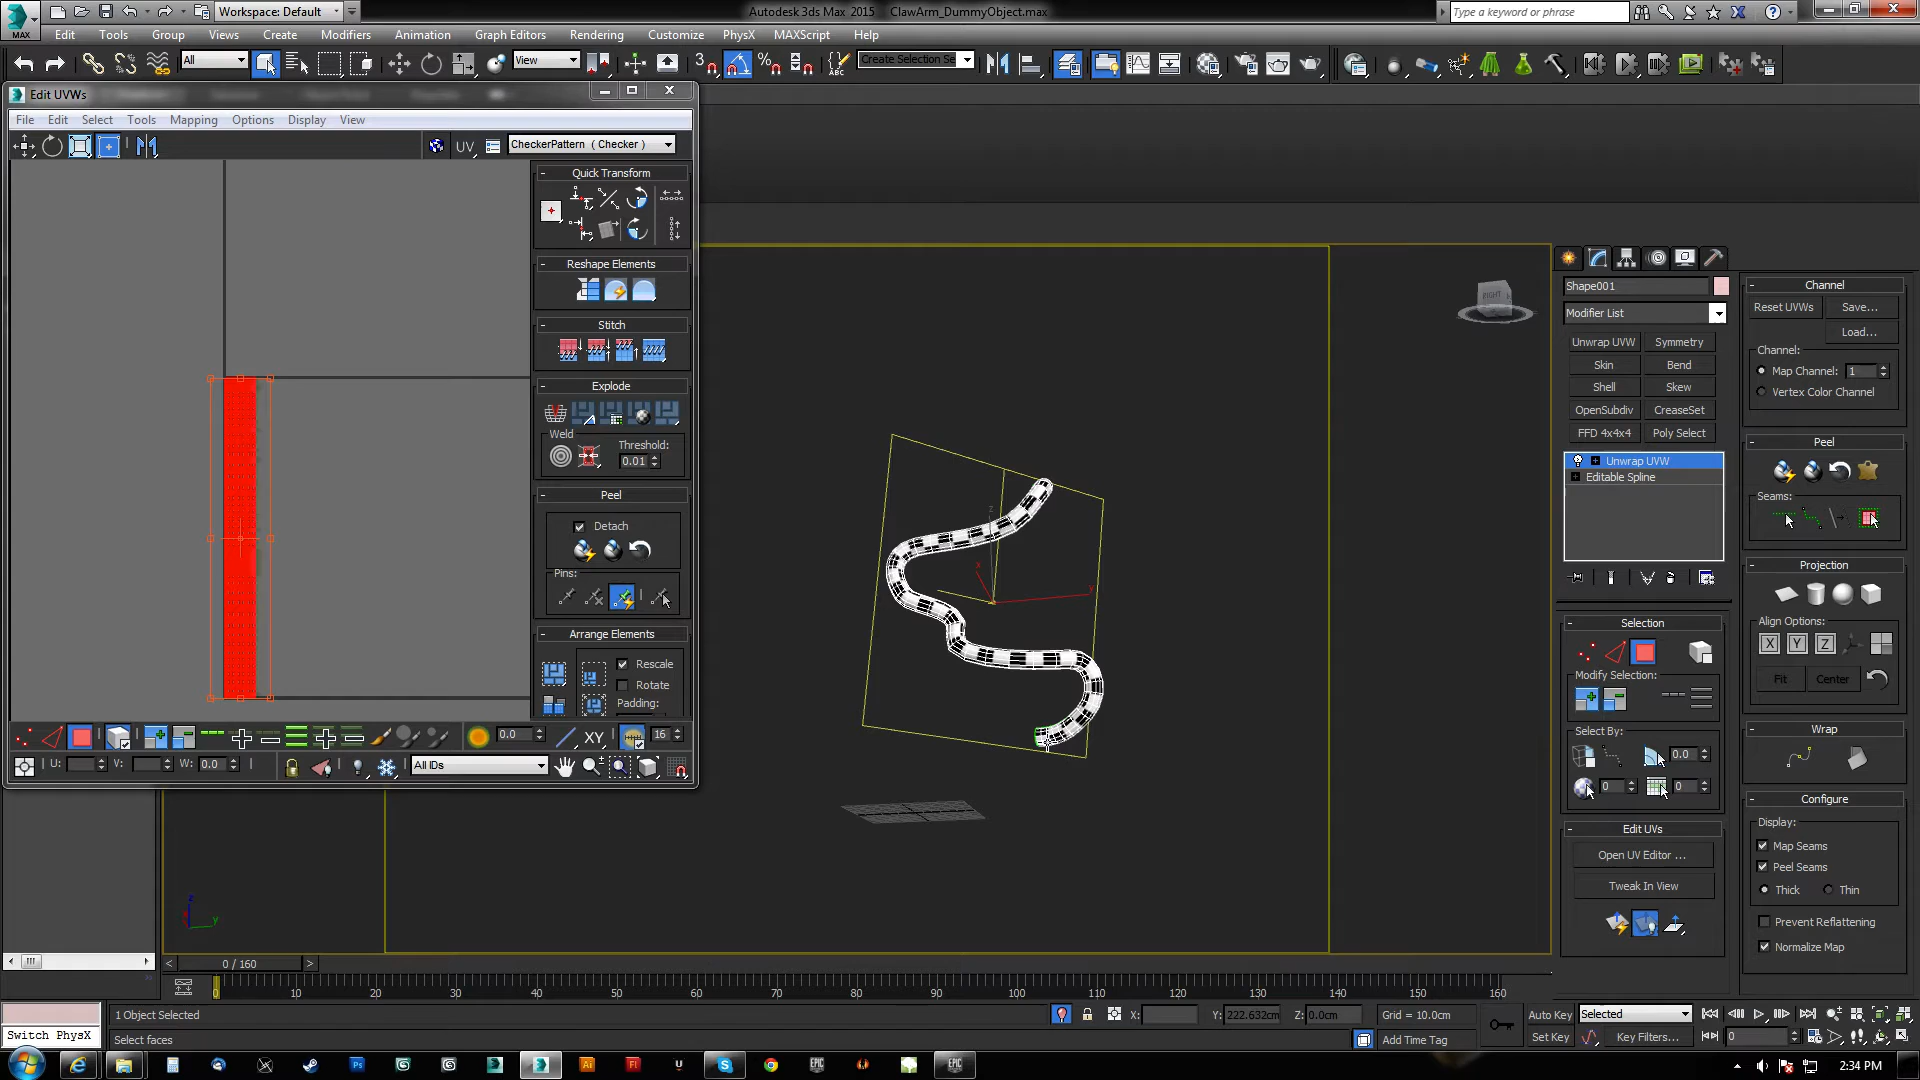 Workspace: Default
Autodesk 3ds Max 2015    ClawArm_DummyObject.max
Type a keyword or phrase
MAX
Edit Tools Group Views Create Modifiers Animation Graph Editors Rendering Customize PhysX MAXScript Help
All
View
3
Create Selection Se
Edit UVWs
File Edit Select Tools Mapping Options Display View
UV
CheckerPattern ( Checker )
Quick Transform
Reshape Elements
Stitch
Explode
Weld
Threshold:
0.01
Peel
Detach
Pins:
Arrange Elements
Rescale
Rotate
Padding:
0.0
XY
16
U:
V:
W: 0.0
All IDs
RIGHT
z
x
y
z
y
Shape001
Modifier List
Unwrap UVW Symmetry
Skin Bend
Shell Skew
OpenSubdiv CreaseSet
FFD 4x4x4 Poly Select
Unwrap UVW
Editable Spline
Selection
Modify Selection:
Select By:
0.0
0
0
Edit UVs
Open UV Editor ...
Tweak In View
Channel
Reset UVWs Save...
Load...
Channel:
Map Channel: 1
Vertex Color Channel
Peel
Seams:
Projection
Align Options:
X Y Z
Fit Center
Wrap
Configure
Display:
Map Seams
Peel Seams
Thick Thin
Prevent Reflattening
Normalize Map
< 0 / 160 >
0 10 20 30 40 50 60 70 80 90 100 110 120 130 140 150 160
1 Object Selected
X:
Y: 222.632cm
Z: 0.0cm
Grid = 10.0cm
Auto Key
Selected
Switch PhysX
Select faces
Add Time Tag
Set Key
Key Filters...
0
2:34 PM